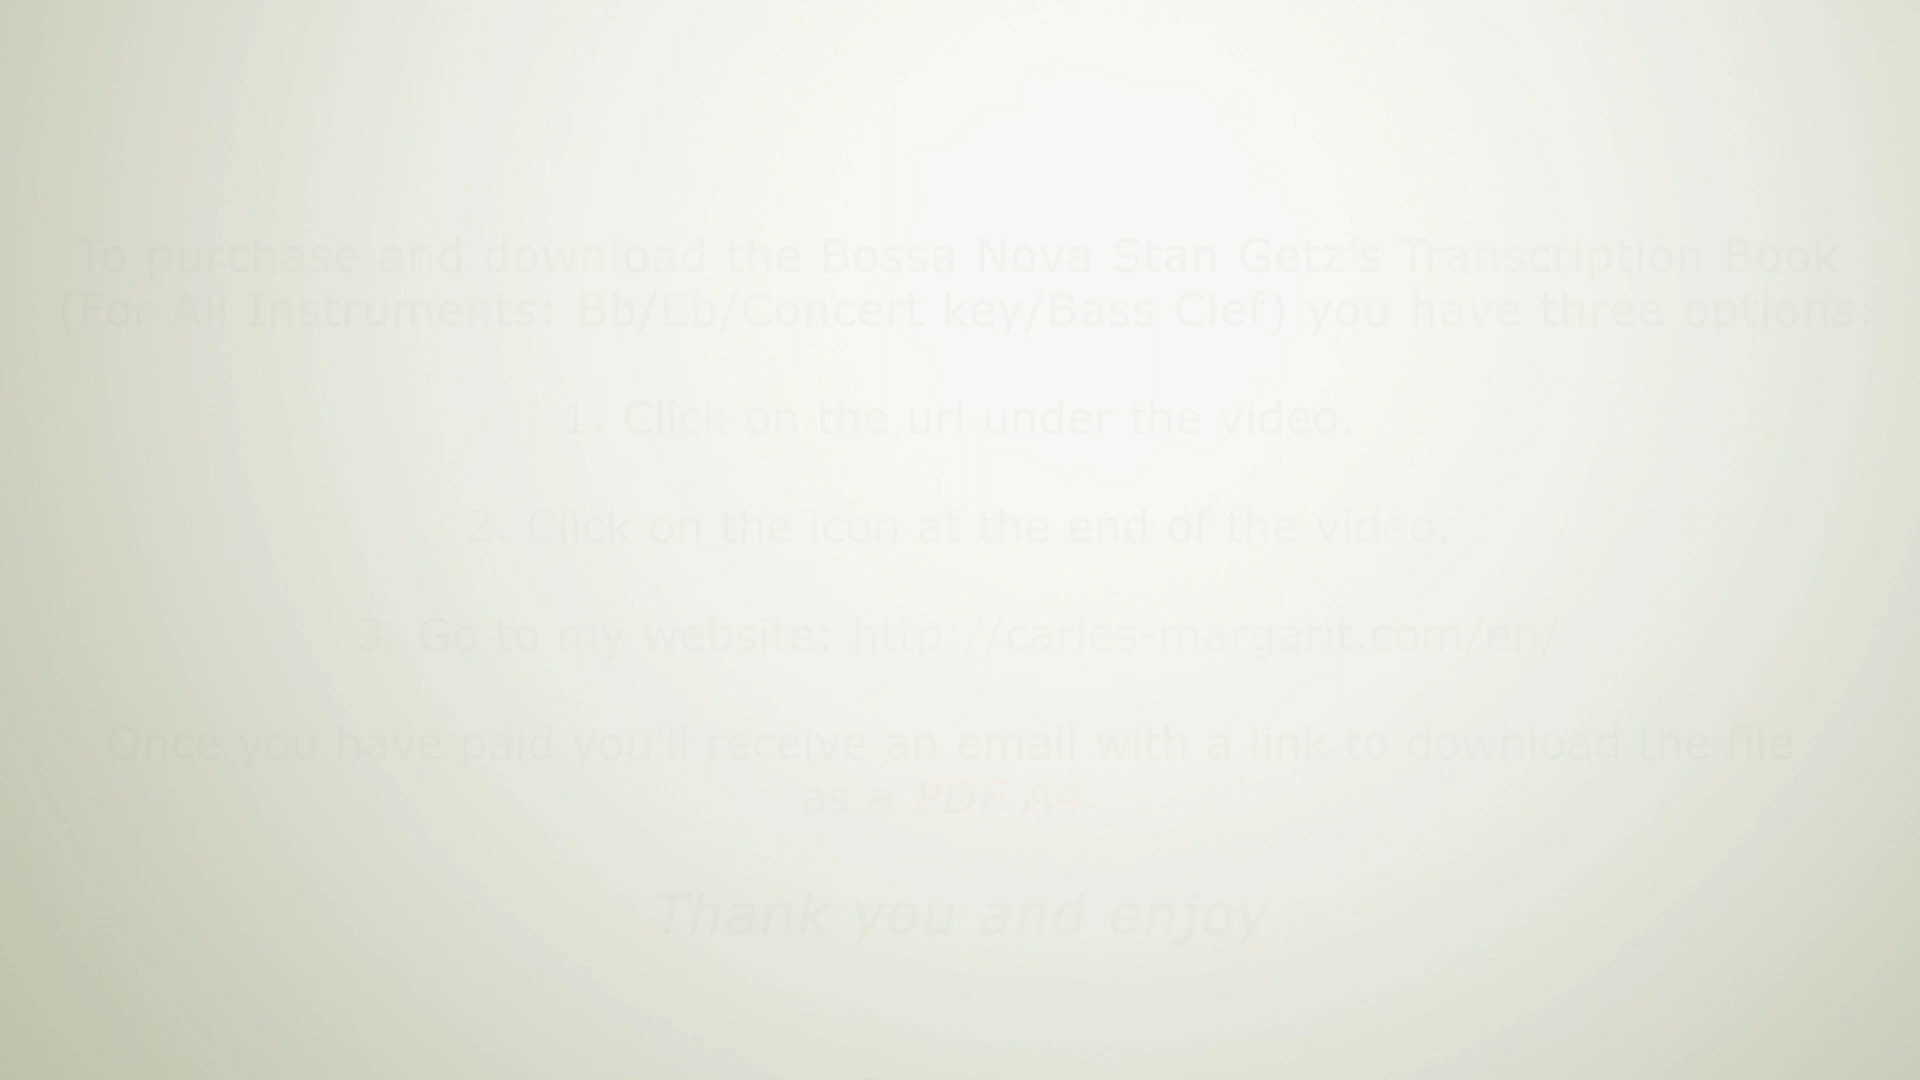 To purchase and download the Bossa Nova Stan Getz's Transcription Book
(For All Instruments: Bb/Eb/Concert key/Bass Clef) you have three options:
1. Click on the url under the video.
2. Click on the icon at the end of the video.
3. Go to my website: http://carles-margarit.com/en/
Once you have paid you'll receive an email with a link to download the file
as a PDF A4
Thank you and enjoy